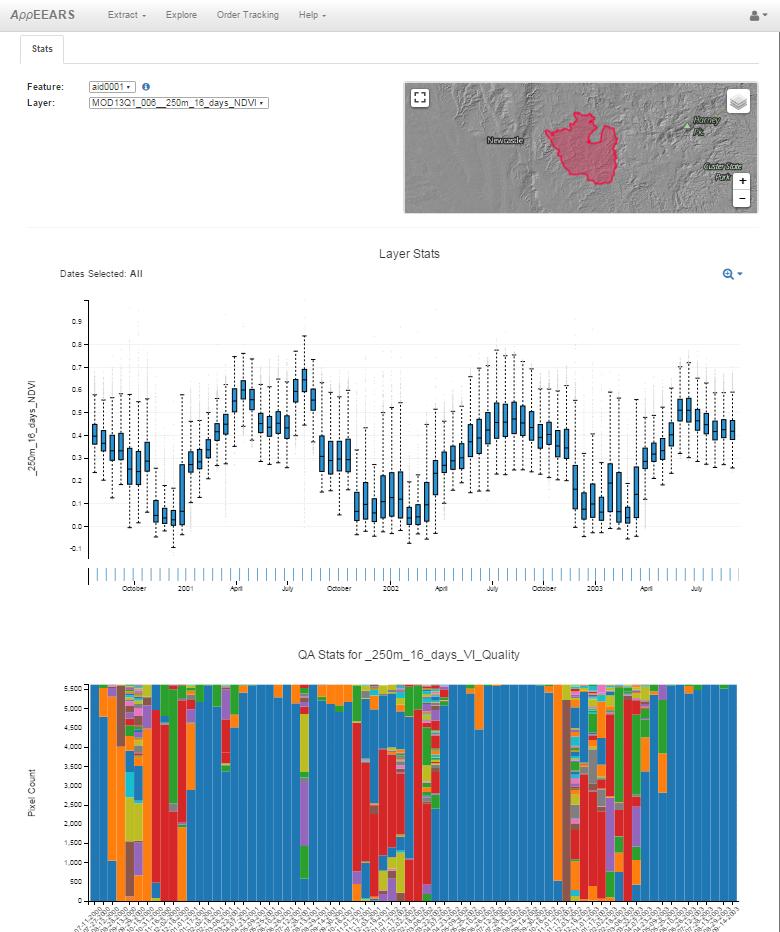 AppEEARS Extract Explore Order Tracking Help
Stats
Feature: aid0001
Layer: MOD13Q1_006__250m_16_days_NDVI
Newcastle
Harney
Pk.
Custer State
Park
+
−
Layer Stats
Dates Selected: All
_250m_16_days_NDVI
0.9
0.8
0.7
0.6
0.5
0.4
0.3
0.2
0.1
0.0
-0.1
October 2001 April July October 2002 April July October 2003 April July
QA Stats for _250m_16_days_VI_Quality
Pixel Count
5,500
5,000
4,500
4,000
3,500
3,000
2,500
2,000
1,500
1,000
500
0